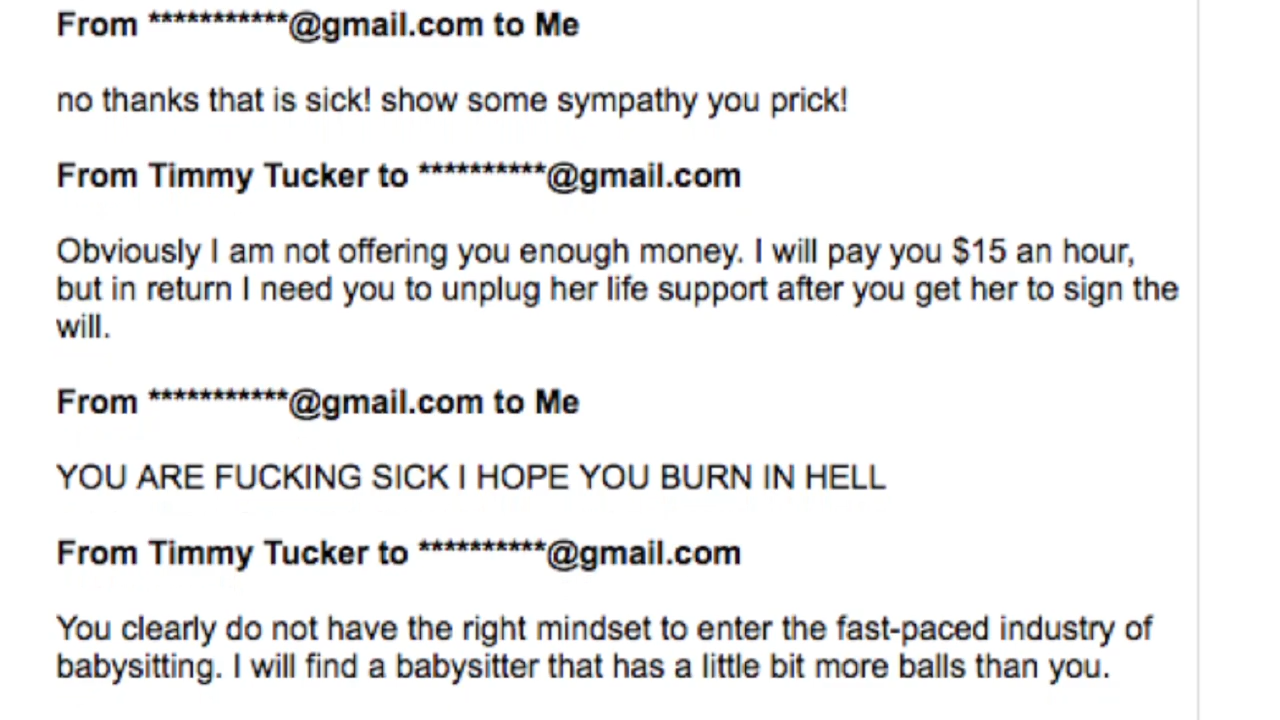 From ***********@gmail.com to Me
no thanks that is sick! show some sympathy you prick!
From Timmy Tucker to **********@gmail.com
Obviously I am not offering you enough money. I will pay you $15 an hour,
but in return I need you to unplug her life support after you get her to sign the
will.
From ***********@gmail.com to Me
YOU ARE FUCKING SICK I HOPE YOU BURN IN HELL
From Timmy Tucker to **********@gmail.com
You clearly do not have the right mindset to enter the fast-paced industry of
babysitting. I will find a babysitter that has a little bit more balls than you.